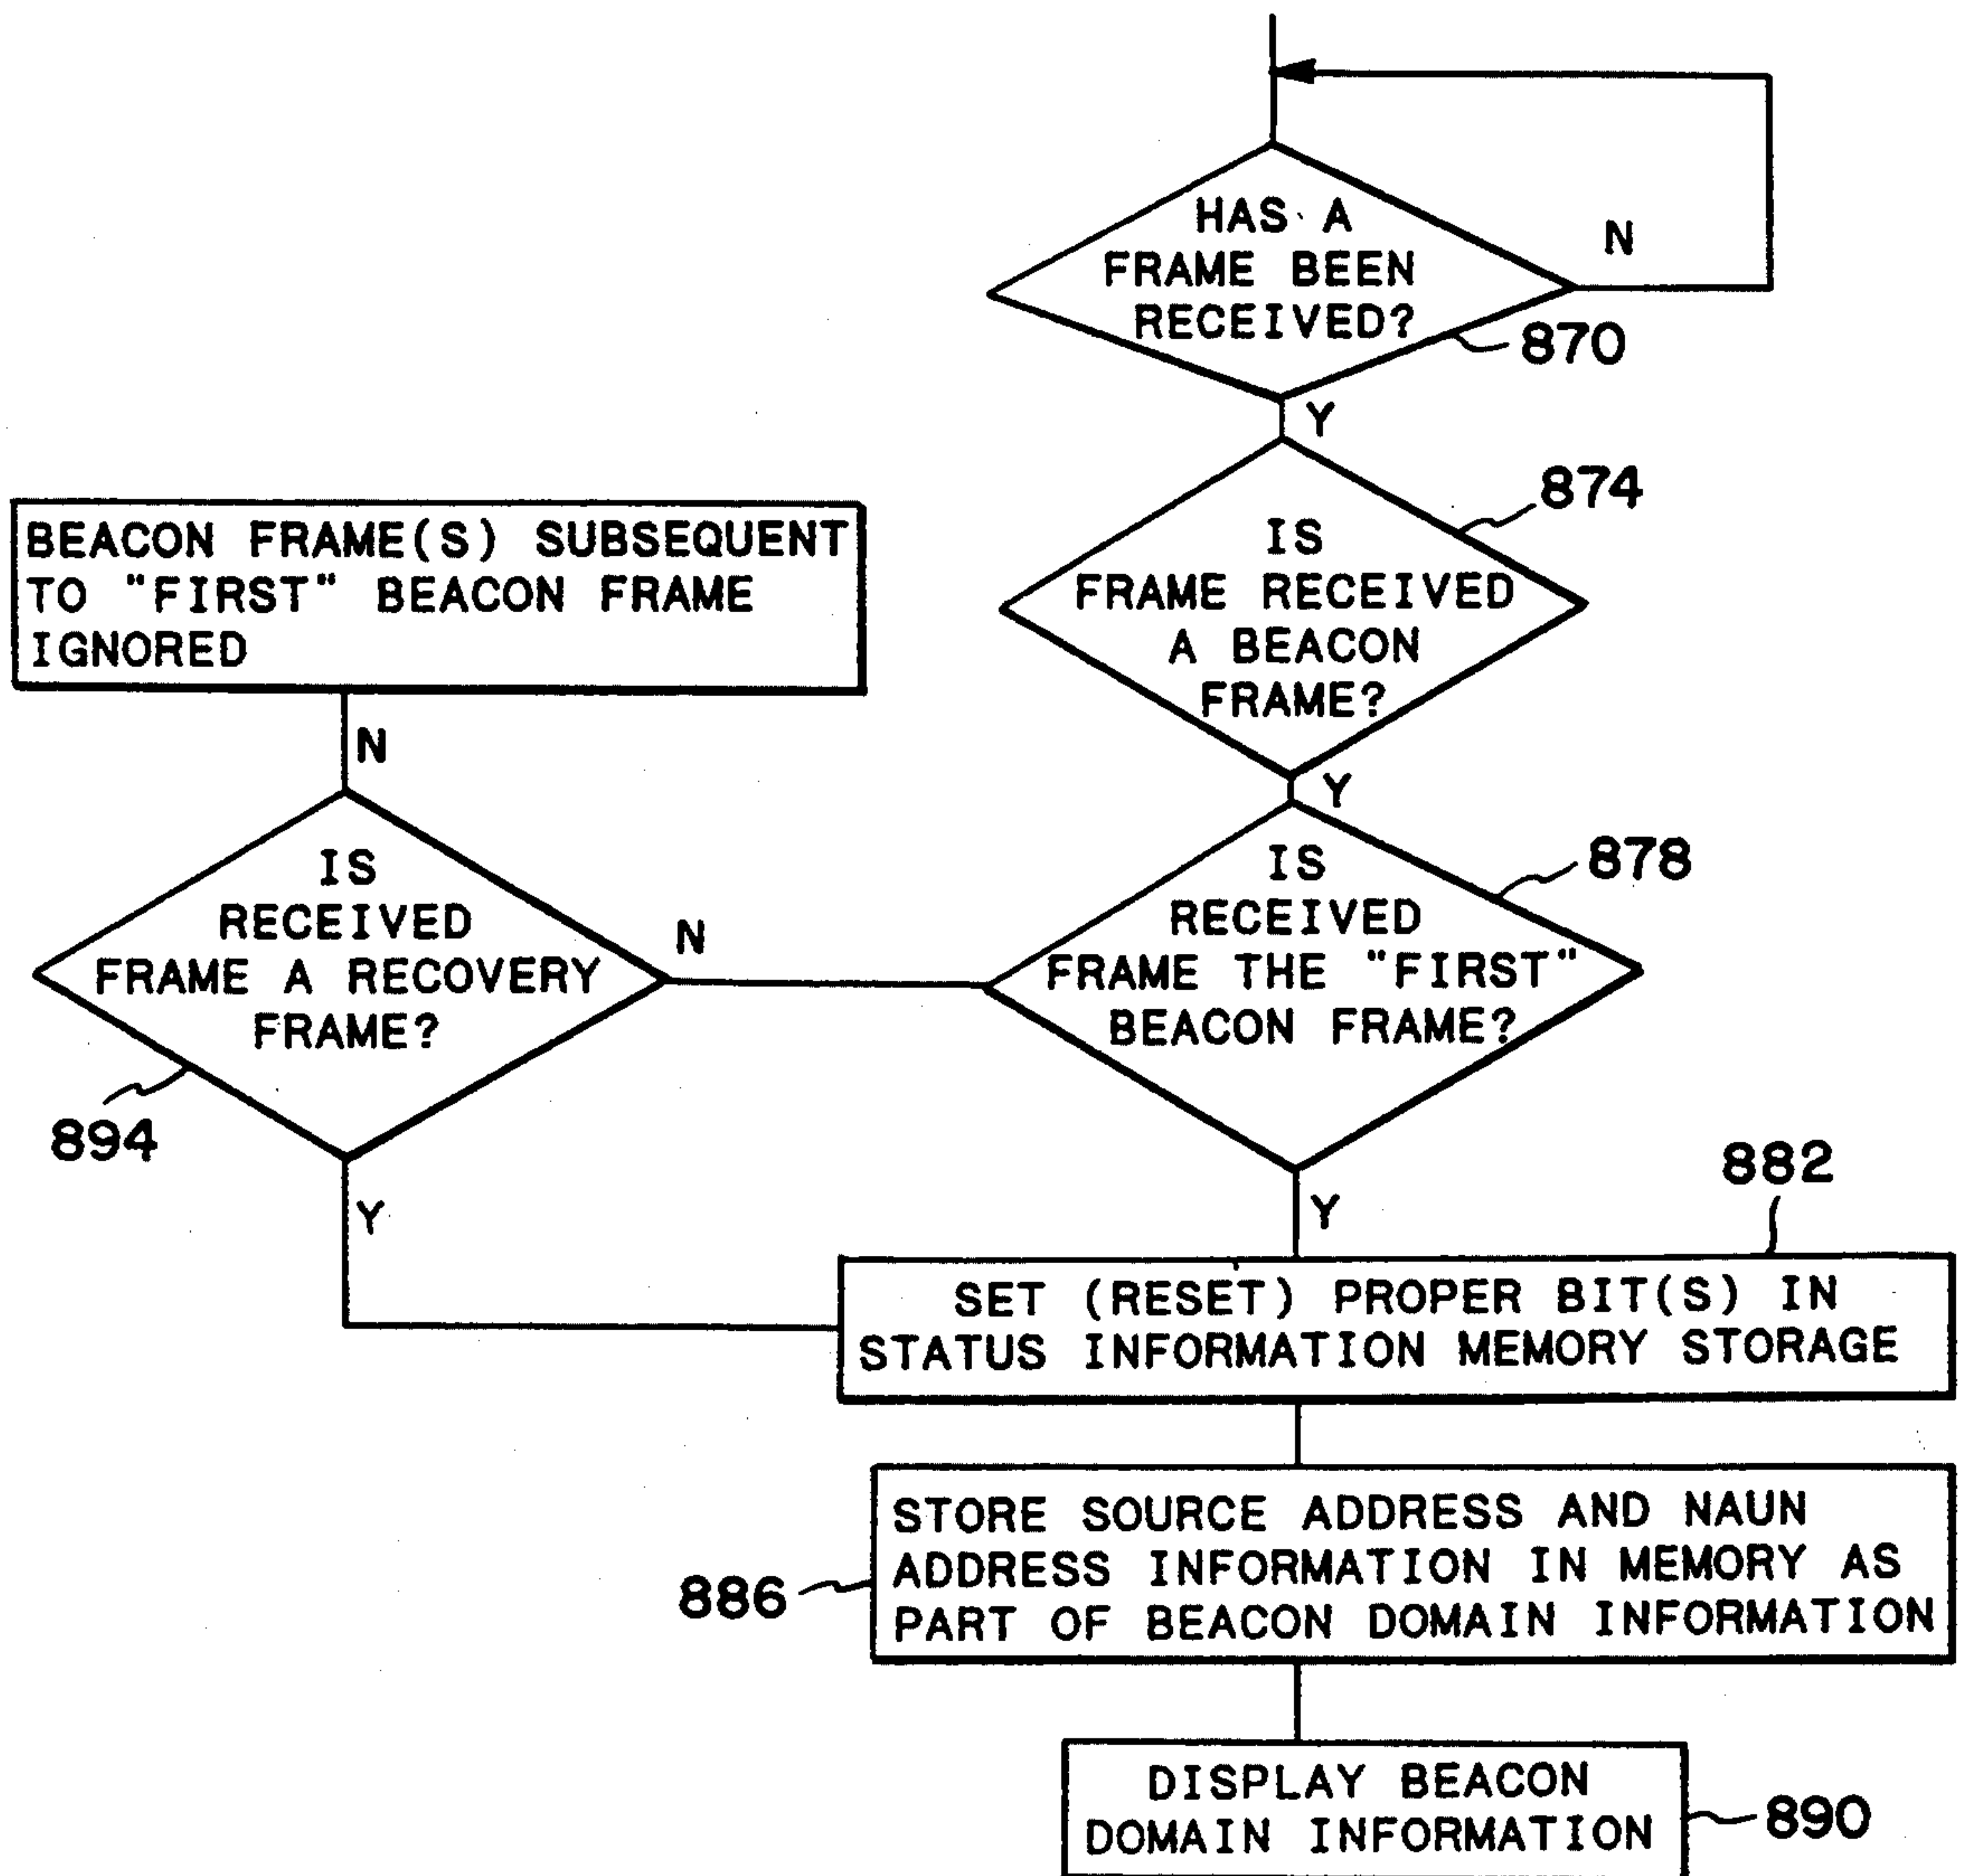 HAS A
FRAME BEEN
RECEIVED?
N
870
Y
874
IS
FRAME RECEIVED
A BEACON
FRAME?
Y
BEACON FRAME(S) SUBSEQUENT
TO "FIRST" BEACON FRAME
IGNORED
N
878
IS
RECEIVED
FRAME THE "FIRST"
BEACON FRAME?
N
IS
RECEIVED
FRAME A RECOVERY
FRAME?
894
Y
Y
882
SET (RESET) PROPER BIT(S) IN
STATUS INFORMATION MEMORY STORAGE
STORE SOURCE ADDRESS AND NAUN
ADDRESS INFORMATION IN MEMORY AS
PART OF BEACON DOMAIN INFORMATION
886
DISPLAY BEACON
DOMAIN INFORMATION
890